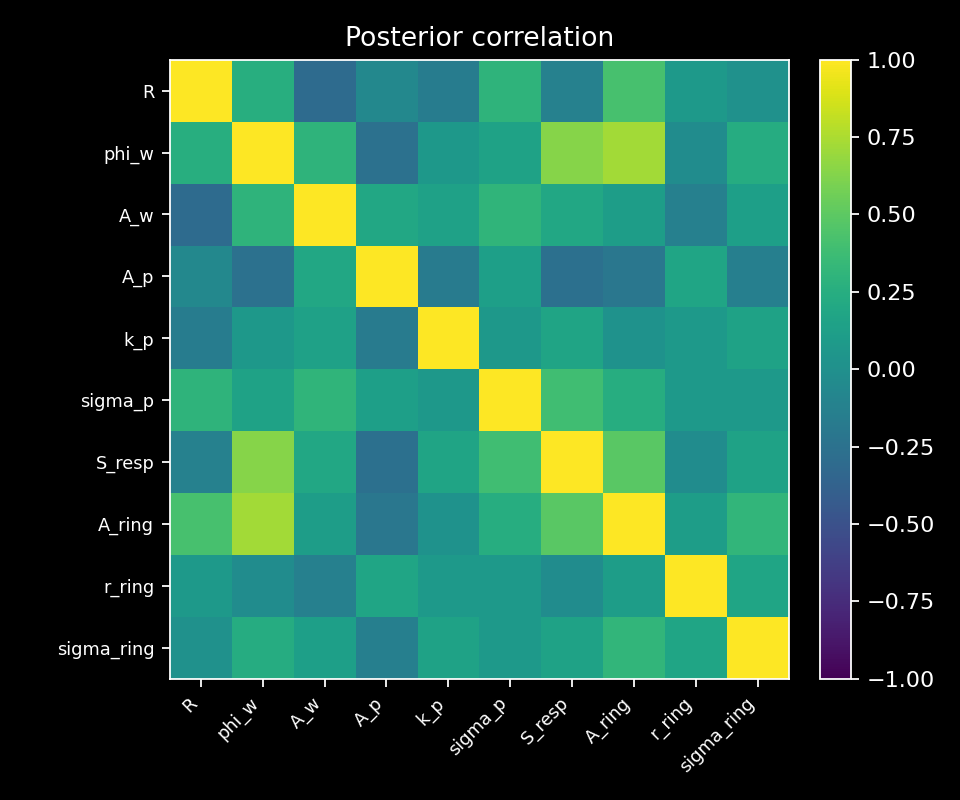 Posterior correlation
R
phi_w
A_w
A_p
k_p
sigma_p
S_resp
A_ring
r_ring
sigma_ring
R
phi_w
A_w
A_p
k_p
sigma_p
S_resp
A_ring
r_ring
sigma_ring
1.00
0.75
0.50
0.25
0.00
−0.25
−0.50
−0.75
−1.00